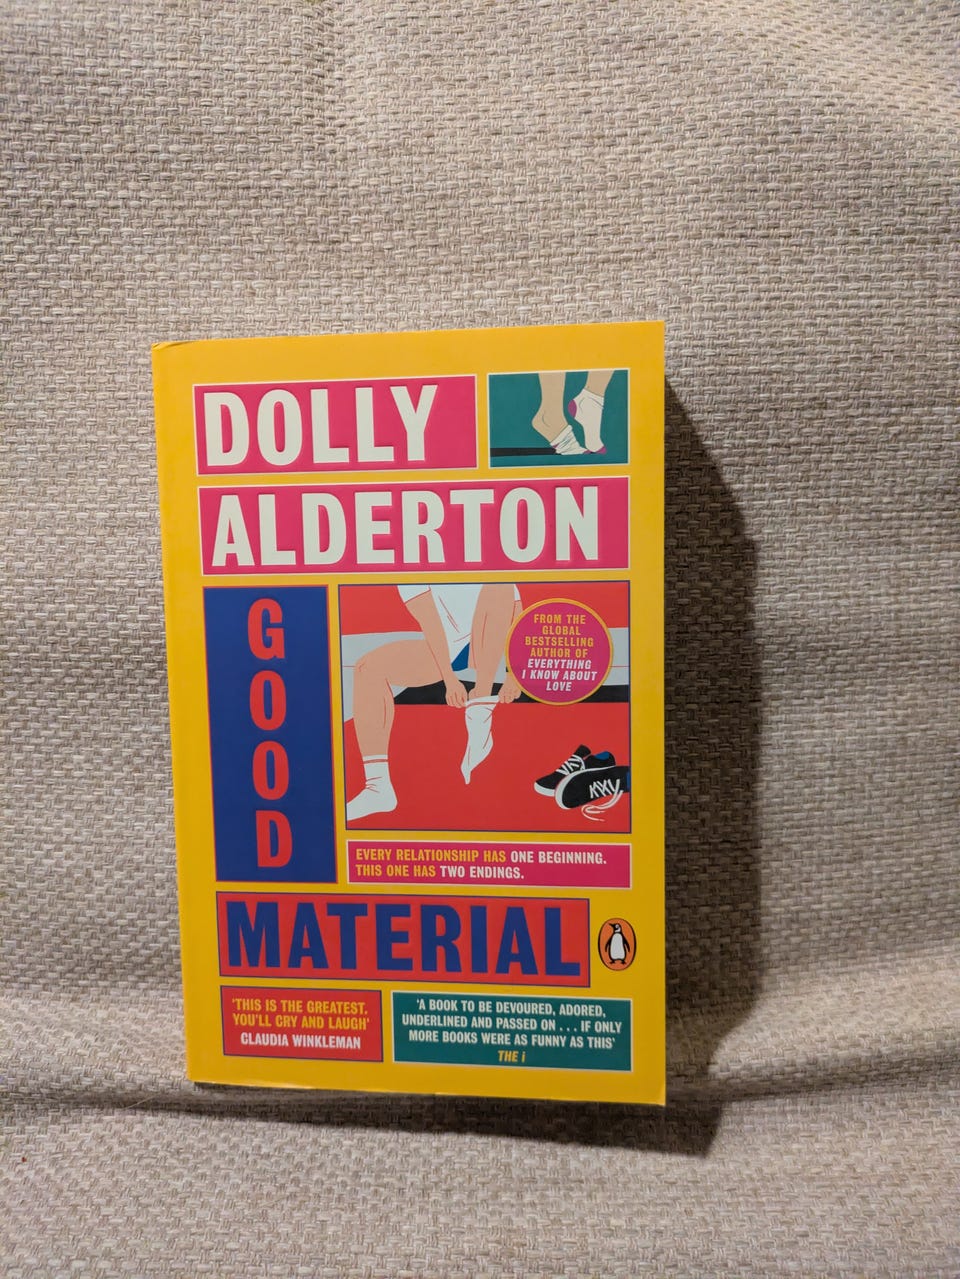 DOLLY
ALDERTON
GOOD
FROM THE
GLOBAL
BESTSELLING
AUTHOR OF
EVERYTHING
I KNOW ABOUT
LOVE
EVERY RELATIONSHIP HAS ONE BEGINNING.
THIS ONE HAS TWO ENDINGS.
MATERIAL
'THIS IS THE GREATEST.
YOU'LL CRY AND LAUGH'
CLAUDIA WINKLEMAN
'A BOOK TO BE DEVOURED, ADORED,
UNDERLINED AND PASSED ON . . . IF ONLY
MORE BOOKS WERE AS FUNNY AS THIS'
THE i